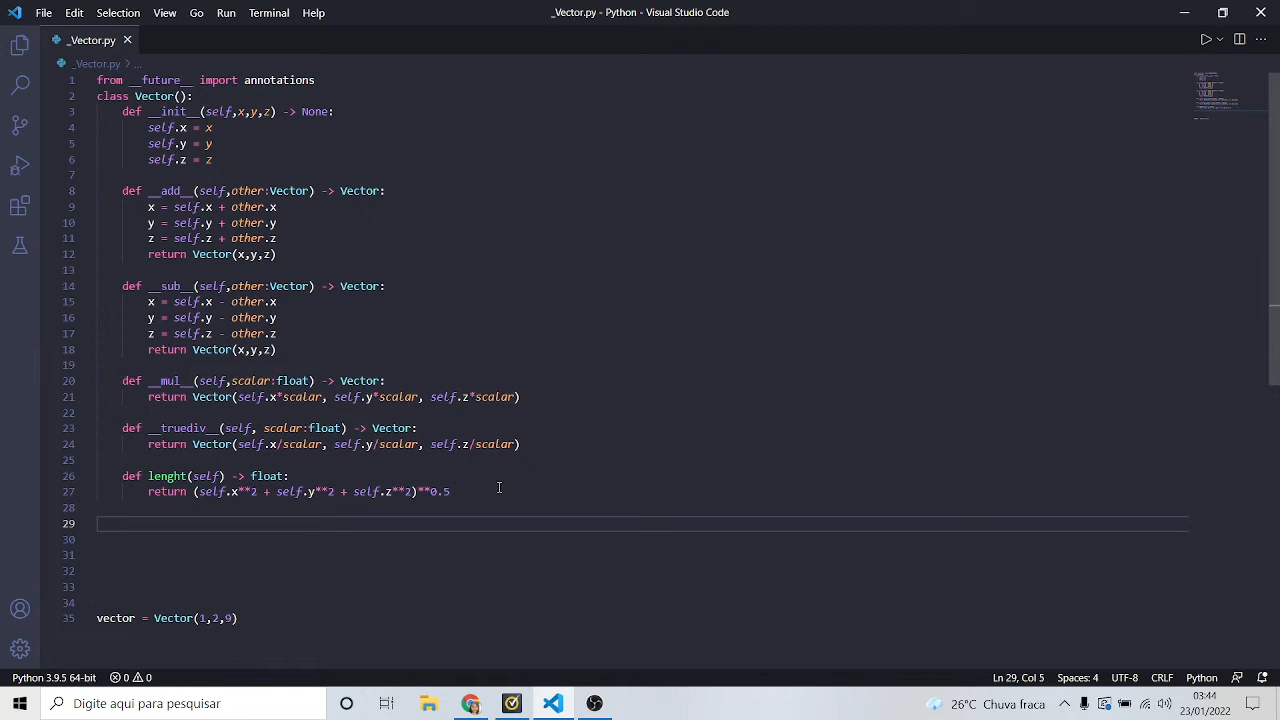 File Edit Selection View Go Run Terminal Help
_Vector.py - Python - Visual Studio Code
_Vector.py
_Vector.py > ...
1 from __future__ import annotations
2 class Vector():
3 def __init__(self,x,y,z) -> None:
4 self.x = x
5 self.y = y
6 self.z = z
7
8 def __add__(self,other:Vector) -> Vector:
9 x = self.x + other.x
10 y = self.y + other.y
11 z = self.z + other.z
12 return Vector(x,y,z)
13
14 def __sub__(self,other:Vector) -> Vector:
15 x = self.x - other.x
16 y = self.y - other.y
17 z = self.z - other.z
18 return Vector(x,y,z)
19
20 def __mul__(self,scalar:float) -> Vector:
21 return Vector(self.x*scalar, self.y*scalar, self.z*scalar)
22
23 def __truediv__(self, scalar:float) -> Vector:
24 return Vector(self.x/scalar, self.y/scalar, self.z/scalar)
25
26 def lenght(self) -> float:
27 return (self.x**2 + self.y**2 + self.z**2)**0.5
28
29
30
31
32
33
34
35 vector = Vector(1,2,9)
Python 3.9.5 64-bit 0 0 Ln 29, Col 5 Spaces: 4 UTF-8 CRLF Python
Digite aqui para pesquisar
26°C Chuva fraca
03:44
23/01/2022